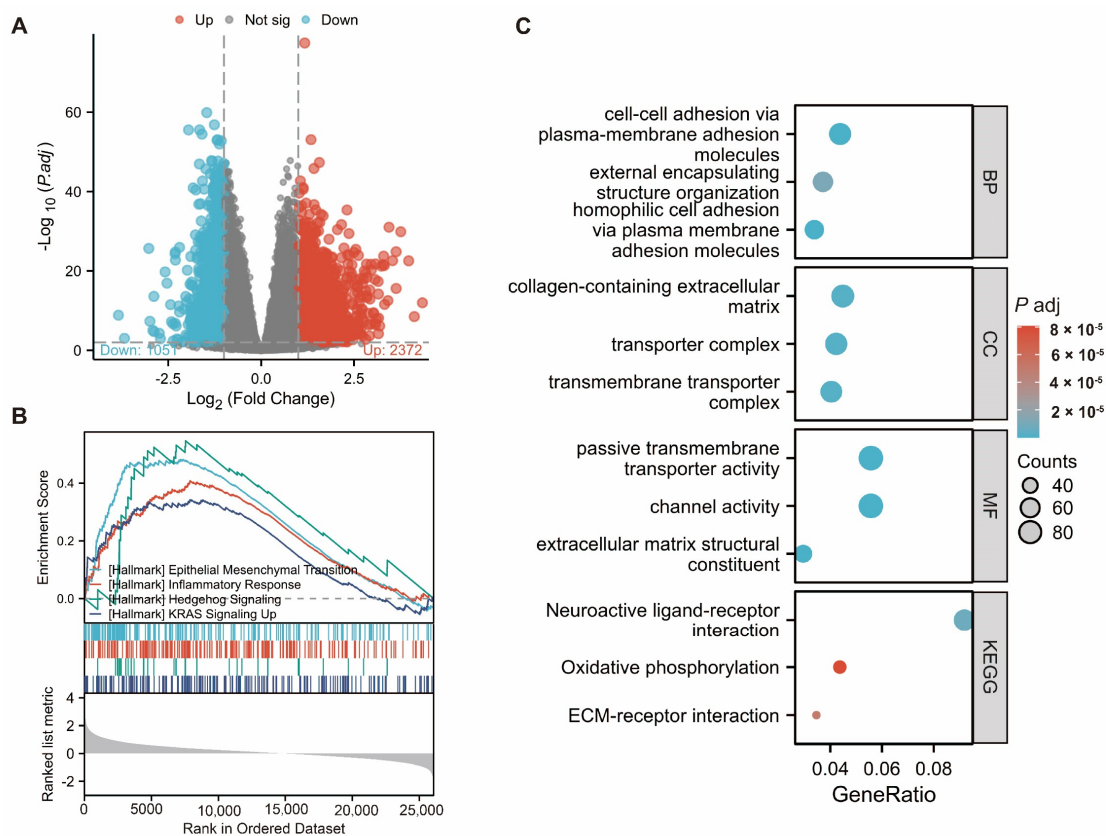 A
Up Not sig Down
60
40
20
0
-Log 10 (P.adj)
Down: 1051
Up: 2372
-2.5 0.0 2.5
Log2 (Fold Change)
B
0.4
0.2
0.0
Enrichment Score
[Hallmark] Epithelial Mesenchymal Transition
[Hallmark] Inflammatory Response
[Hallmark] Hedgehog Signaling
[Hallmark] KRAS Signaling Up
4
2
0
-2
Ranked list metric
0 5000 10,000 15,000 20,000 25,000
Rank in Ordered Dataset
C
cell-cell adhesion via
plasma-membrane adhesion
molecules
external encapsulating
structure organization
homophilic cell adhesion
via plasma membrane
adhesion molecules
BP
collagen-containing extracellular
matrix
transporter complex
transmembrane transporter
complex
CC
passive transmembrane
transporter activity
channel activity
extracellular matrix structural
constituent
MF
Neuroactive ligand-receptor
interaction
Oxidative phosphorylation
ECM-receptor interaction
KEGG
0.04 0.06 0.08
GeneRatio
P adj
8 × 10-5
6 × 10-5
4 × 10-5
2 × 10-5
Counts
40
60
80